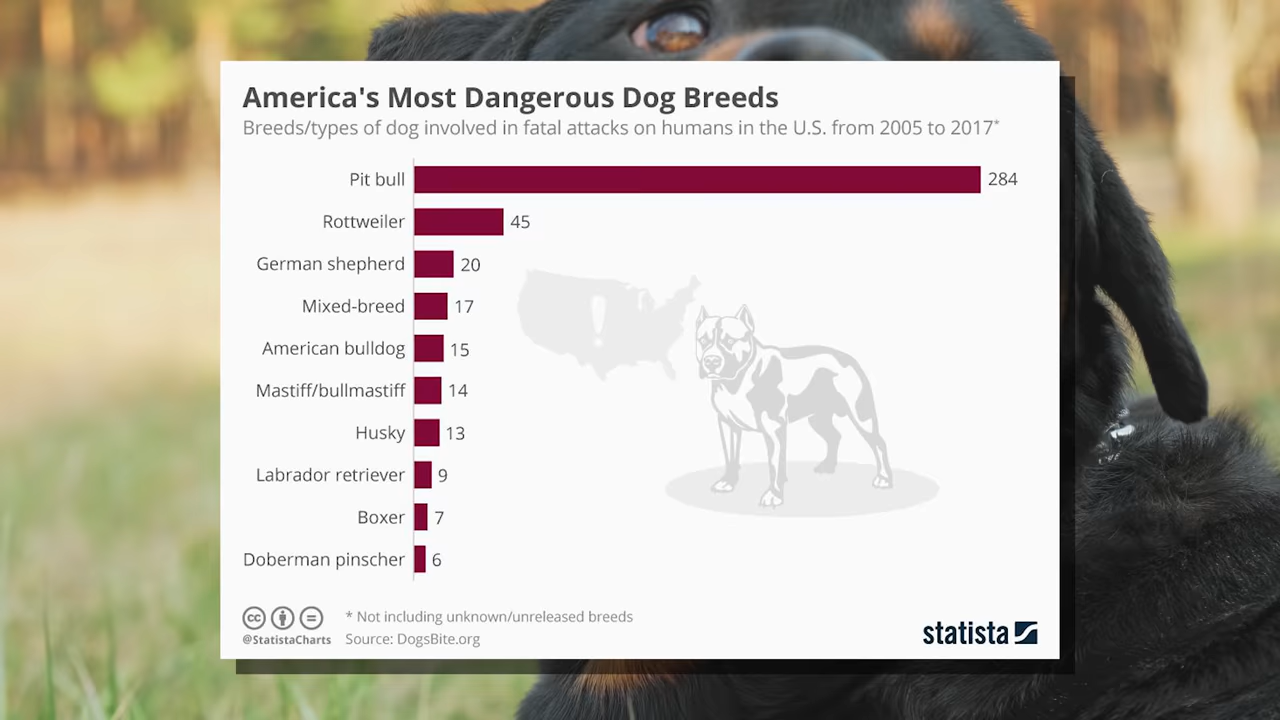 America's Most Dangerous Dog Breeds
Breeds/types of dog involved in fatal attacks on humans in the U.S. from 2005 to 2017*
Pit bull 284
Rottweiler 45
German shepherd 20
Mixed-breed 17
American bulldog 15
Mastiff/bullmastiff 14
Husky 13
Labrador retriever 9
Boxer 7
Doberman pinscher 6
* Not including unknown/unreleased breeds
@StatistaCharts Source: DogsBite.org
cc
statista